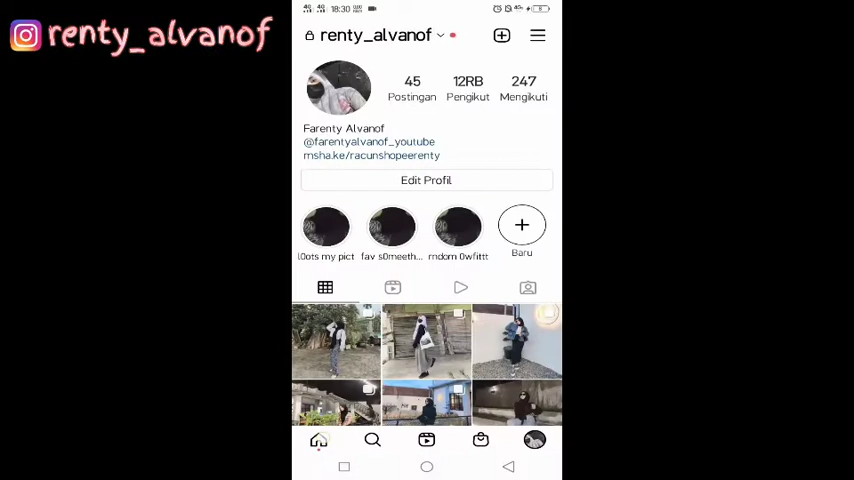 renty_alvanof
18:30
renty_alvanof
45 12RB 247
Postingan Pengikut Mengikuti
Farenty Alvanof
@farentyalvanof_youtube
msha.ke/racunshopeerenty
Edit Profil
l0ots my pict fav s0meeth... rndom 0wfittt Baru